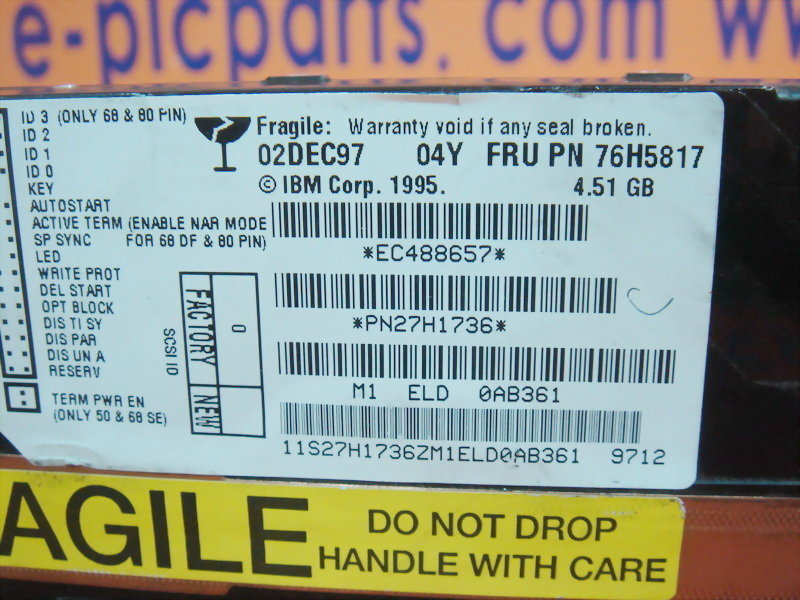 e-picparts.com ww
ID 3 (ONLY 68 & 80 PIN)
ID 2
ID 1
ID 0
KEY
AUTOSTART
ACTIVE TERM (ENABLE NAR MODE
SP SYNC FOR 68 DF & 80 PIN)
LED
WRITE PROT
DEL START
OPT BLOCK
DIS TI SY
DIS PAR
DIS UN A
RESERV
TERM PWR EN
(ONLY 50 & 68 SE)
SCSI ID
FACTORY 0
NEW
Fragile: Warranty void if any seal broken.
02DEC97 04Y FRU PN 76H5817
© IBM Corp. 1995. 4.51 GB
*EC488657*
*PN27H1736*
M1 ELD 0AB361
11S27H1736ZM1ELD0AB361 9712
AGILE
DO NOT DROP
HANDLE WITH CARE